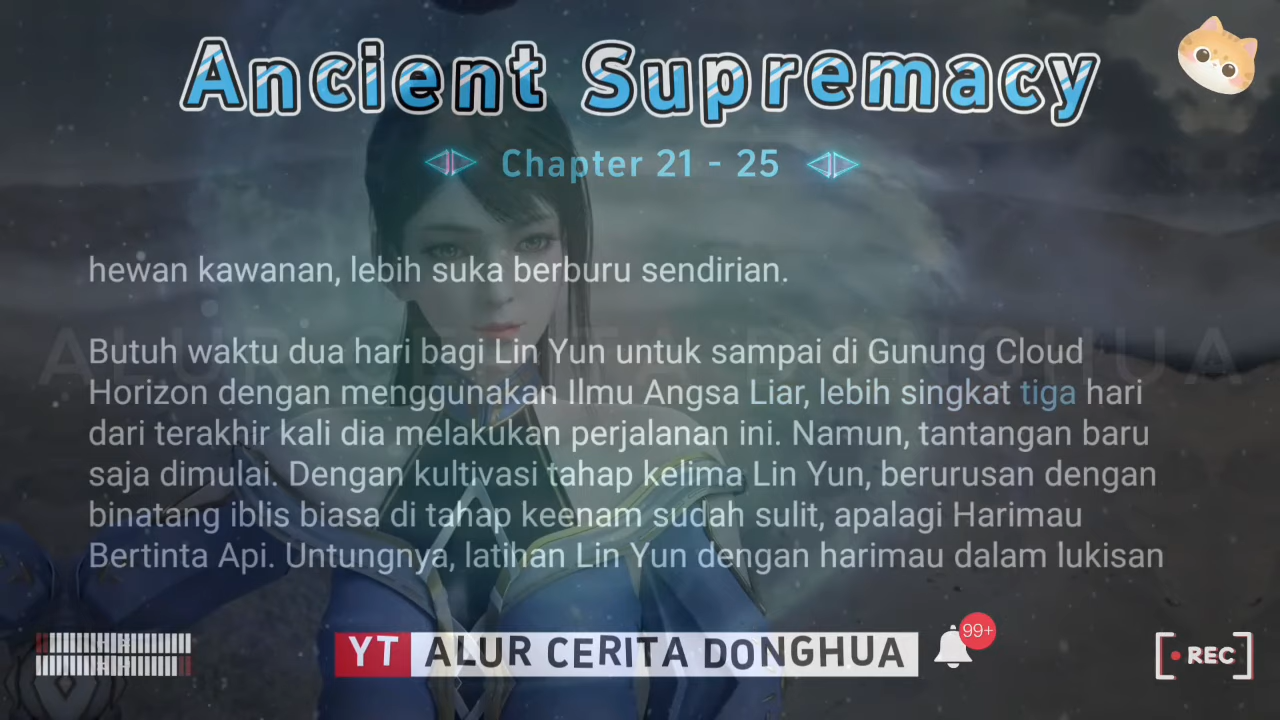 Ancient Supremacy
Chapter 21 - 25
hewan kawanan, lebih suka berburu sendirian.
Butuh waktu dua hari bagi Lin Yun untuk sampai di Gunung Cloud
Horizon dengan menggunakan Ilmu Angsa Liar, lebih singkat tiga hari
dari terakhir kali dia melakukan perjalanan ini. Namun, tantangan baru
saja dimulai. Dengan kultivasi tahap kelima Lin Yun, berurusan dengan
binatang iblis biasa di tahap keenam sudah sulit, apalagi Harimau
Bertinta Api. Untungnya, latihan Lin Yun dengan harimau dalam lukisan
ALUR CERITA DONGHUA
YT ALUR CERITA DONGHUA
99+
REC